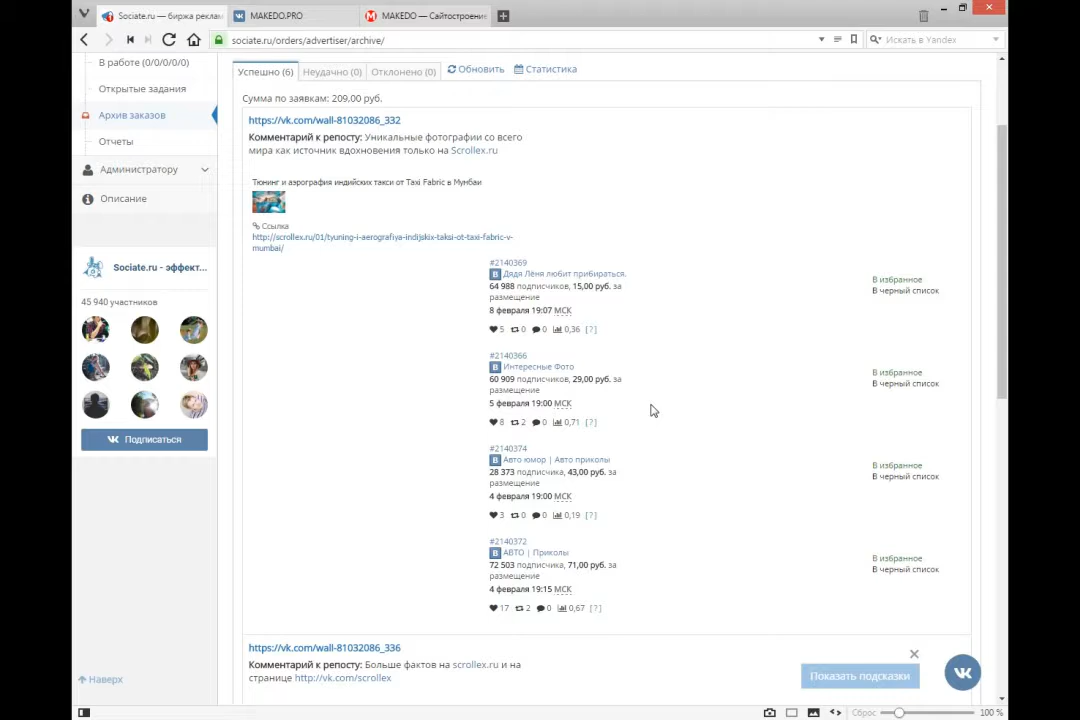 Sociate.ru — биржа реклам
MAKEDO.PRO
MAKEDO — Сайтостроение
sociate.ru/orders/advertiser/archive/
Искать в Yandex
В работе (0/0/0/0/0)
Открытые задания
Архив заказов
Отчеты
Администратору
Описание
Sociate.ru - эффект...
45 940 участников
Подписаться
Наверх
Успешно (6)
Неудачно (0)
Отклонено (0)
Обновить
Статистика
Сумма по заявкам: 209,00 руб.
https://vk.com/wall-81032086_332
Комментарий к репосту: Уникальные фотографии со всего
мира как источник вдохновения только на Scrollex.ru
Тюнинг и аэрография индийских такси от Taxi Fabric в Мумбаи
Ссылка
http://scrollex.ru/01/tyuning-i-aerografiya-indijskix-taksi-ot-taxi-fabric-v-
mumbai/
#2140369
В Дядя Лёня любит прибираться.
64 988 подписчиков, 15,00 руб. за
размещение
8 февраля 19:07 МСК
5 0 0 0,36 [?]
В избранное
В черный список
#2140366
В Интересные Фото
60 909 подписчиков, 29,00 руб. за
размещение
5 февраля 19:00 МСК
8 2 0 0,71 [?]
В избранное
В черный список
#2140374
В Авто юмор | Авто приколы
28 373 подписчика, 43,00 руб. за
размещение
4 февраля 19:00 МСК
3 0 0 0,19 [?]
В избранное
В черный список
#2140372
В АВТО | Приколы
72 503 подписчика, 71,00 руб. за
размещение
4 февраля 19:15 МСК
17 2 0 0,67 [?]
В избранное
В черный список
https://vk.com/wall-81032086_336
Комментарий к репосту: Больше фактов на scrollex.ru и на
странице http://vk.com/scrollex
Показать подсказки
Сброс
100 %